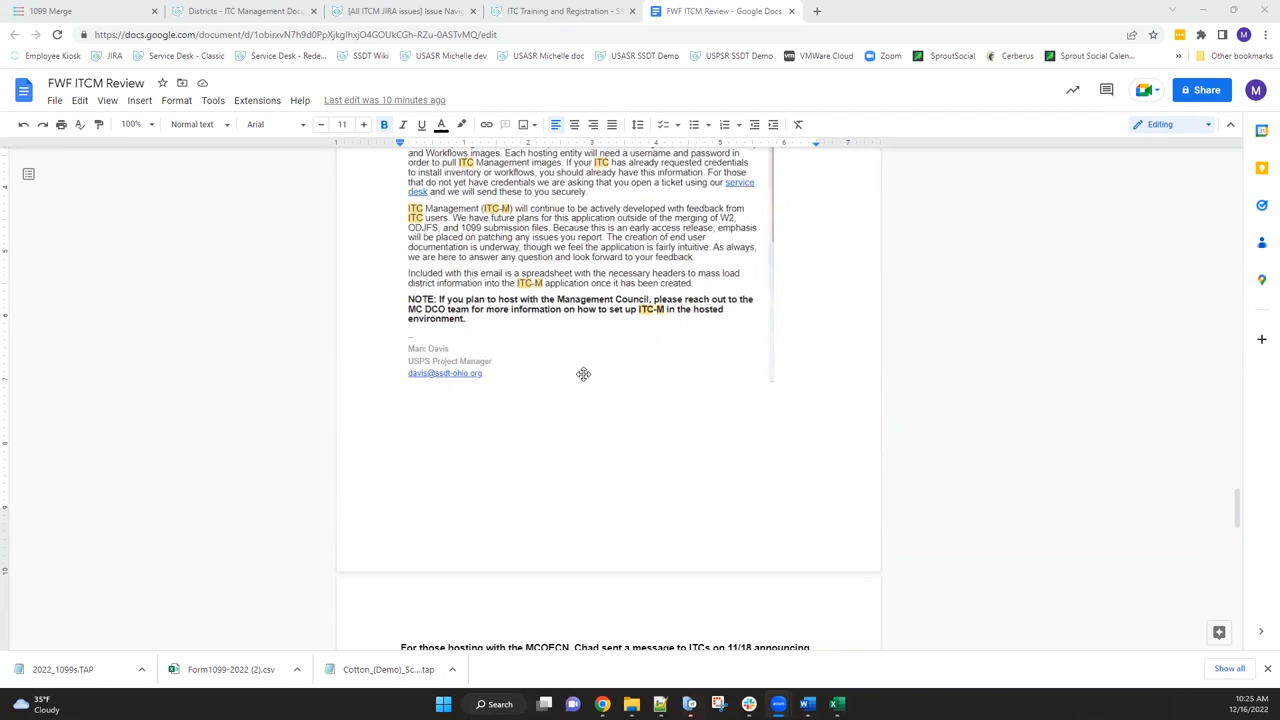 1099 Merge
Districts - ITC Management Docu
[All ITCM JIRA issues] Issue Navig
ITC Training and Registration - SS
FWF ITCM Review - Google Docs
https://docs.google.com/document/d/1obirxvN7h9d0PpXjkgIhxjO4GOUkCGh-RZu-0ASTvMQ/edit
Employee Kiosk
JIRA
Service Desk - Extern...
Service Desk - Rede...
SSDT Wiki
USASR Michelle dev
USASR Michelle doc
USASR SSDT Demo
USPSR SSDT Demo
VMWare Cloud
Zoom
SproutSocial
Cerberus
Sprout Social Calen...
Other bookmarks
FWF ITCM Review
File Edit View Insert Format Tools Extensions Help Last edit was 10 minutes ago
Share
M
100% Normal text Arial 11 Editing
and Workflows images. Each hosting entity will need a username and password in
order to pull ITC Management images. If your ITC has already requested credentials
to install inventory or workflows, you should already have this information. For those
that do not yet have credentials we are asking that you open a ticket using our service
desk and we will send these to you securely.
ITC Management (ITC-M) will continue to be actively developed with feedback from
ITC users. We have future plans for this application outside of the merging of W2,
ODJFS, and 1099 submission files. Because this is an early access release, emphasis
will be placed on patching any issues you report. The creation of end user
documentation is underway, though we feel the application is fairly intuitive. As always,
we are here to answer any question and look forward to your feedback.
Included with this email is a spreadsheet with the necessary headers to mass load
district information into the ITC-M application once it has been created.
NOTE: If you plan to host with the Management Council, please reach out to the
MC DCO team for more information on how to set up ITC-M in the hosted
environment.
--
Marc Davis
USPS Project Manager
davis@ssdt-ohio.org
For those hosting with the MCOECN, Chad sent a message to ITCs on 11/18 announcing
2022_1099s.TAP
Form1099-2022 (2).csv
Cotton_(Demo)_Sc....tap
Show all
35°F
Cloudy
Search
10:25 AM
12/16/2022